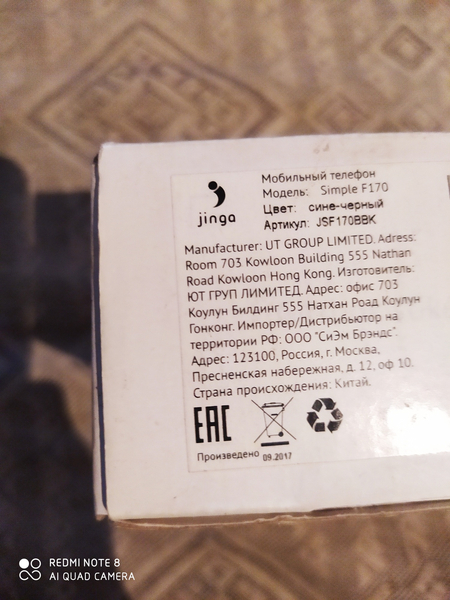 Мобильный телефон
Модель: Simple F170
Цвет: сине-черный
Артикул: JSF170BBK
jinga
Manufacturer: UT GROUP LIMITED. Adress:
Room 703 Kowloon Building 555 Nathan
Road Kowloon Hong Kong. Изготовитель:
ЮТ ГРУП ЛИМИТЕД. Адрес: офис 703
Коулун Билдинг 555 Натхан Роад Коулун
Гонконг. Импортер/Дистрибьютор на
территории РФ: ООО "СиЭм Брэндс".
Адрес: 123100, Россия, г. Москва,
Пресненская набережная, д. 12, оф 10.
Страна происхождения: Китай.
EAC
Произведено 09.2017
REDMI NOTE 8
AI QUAD CAMERA